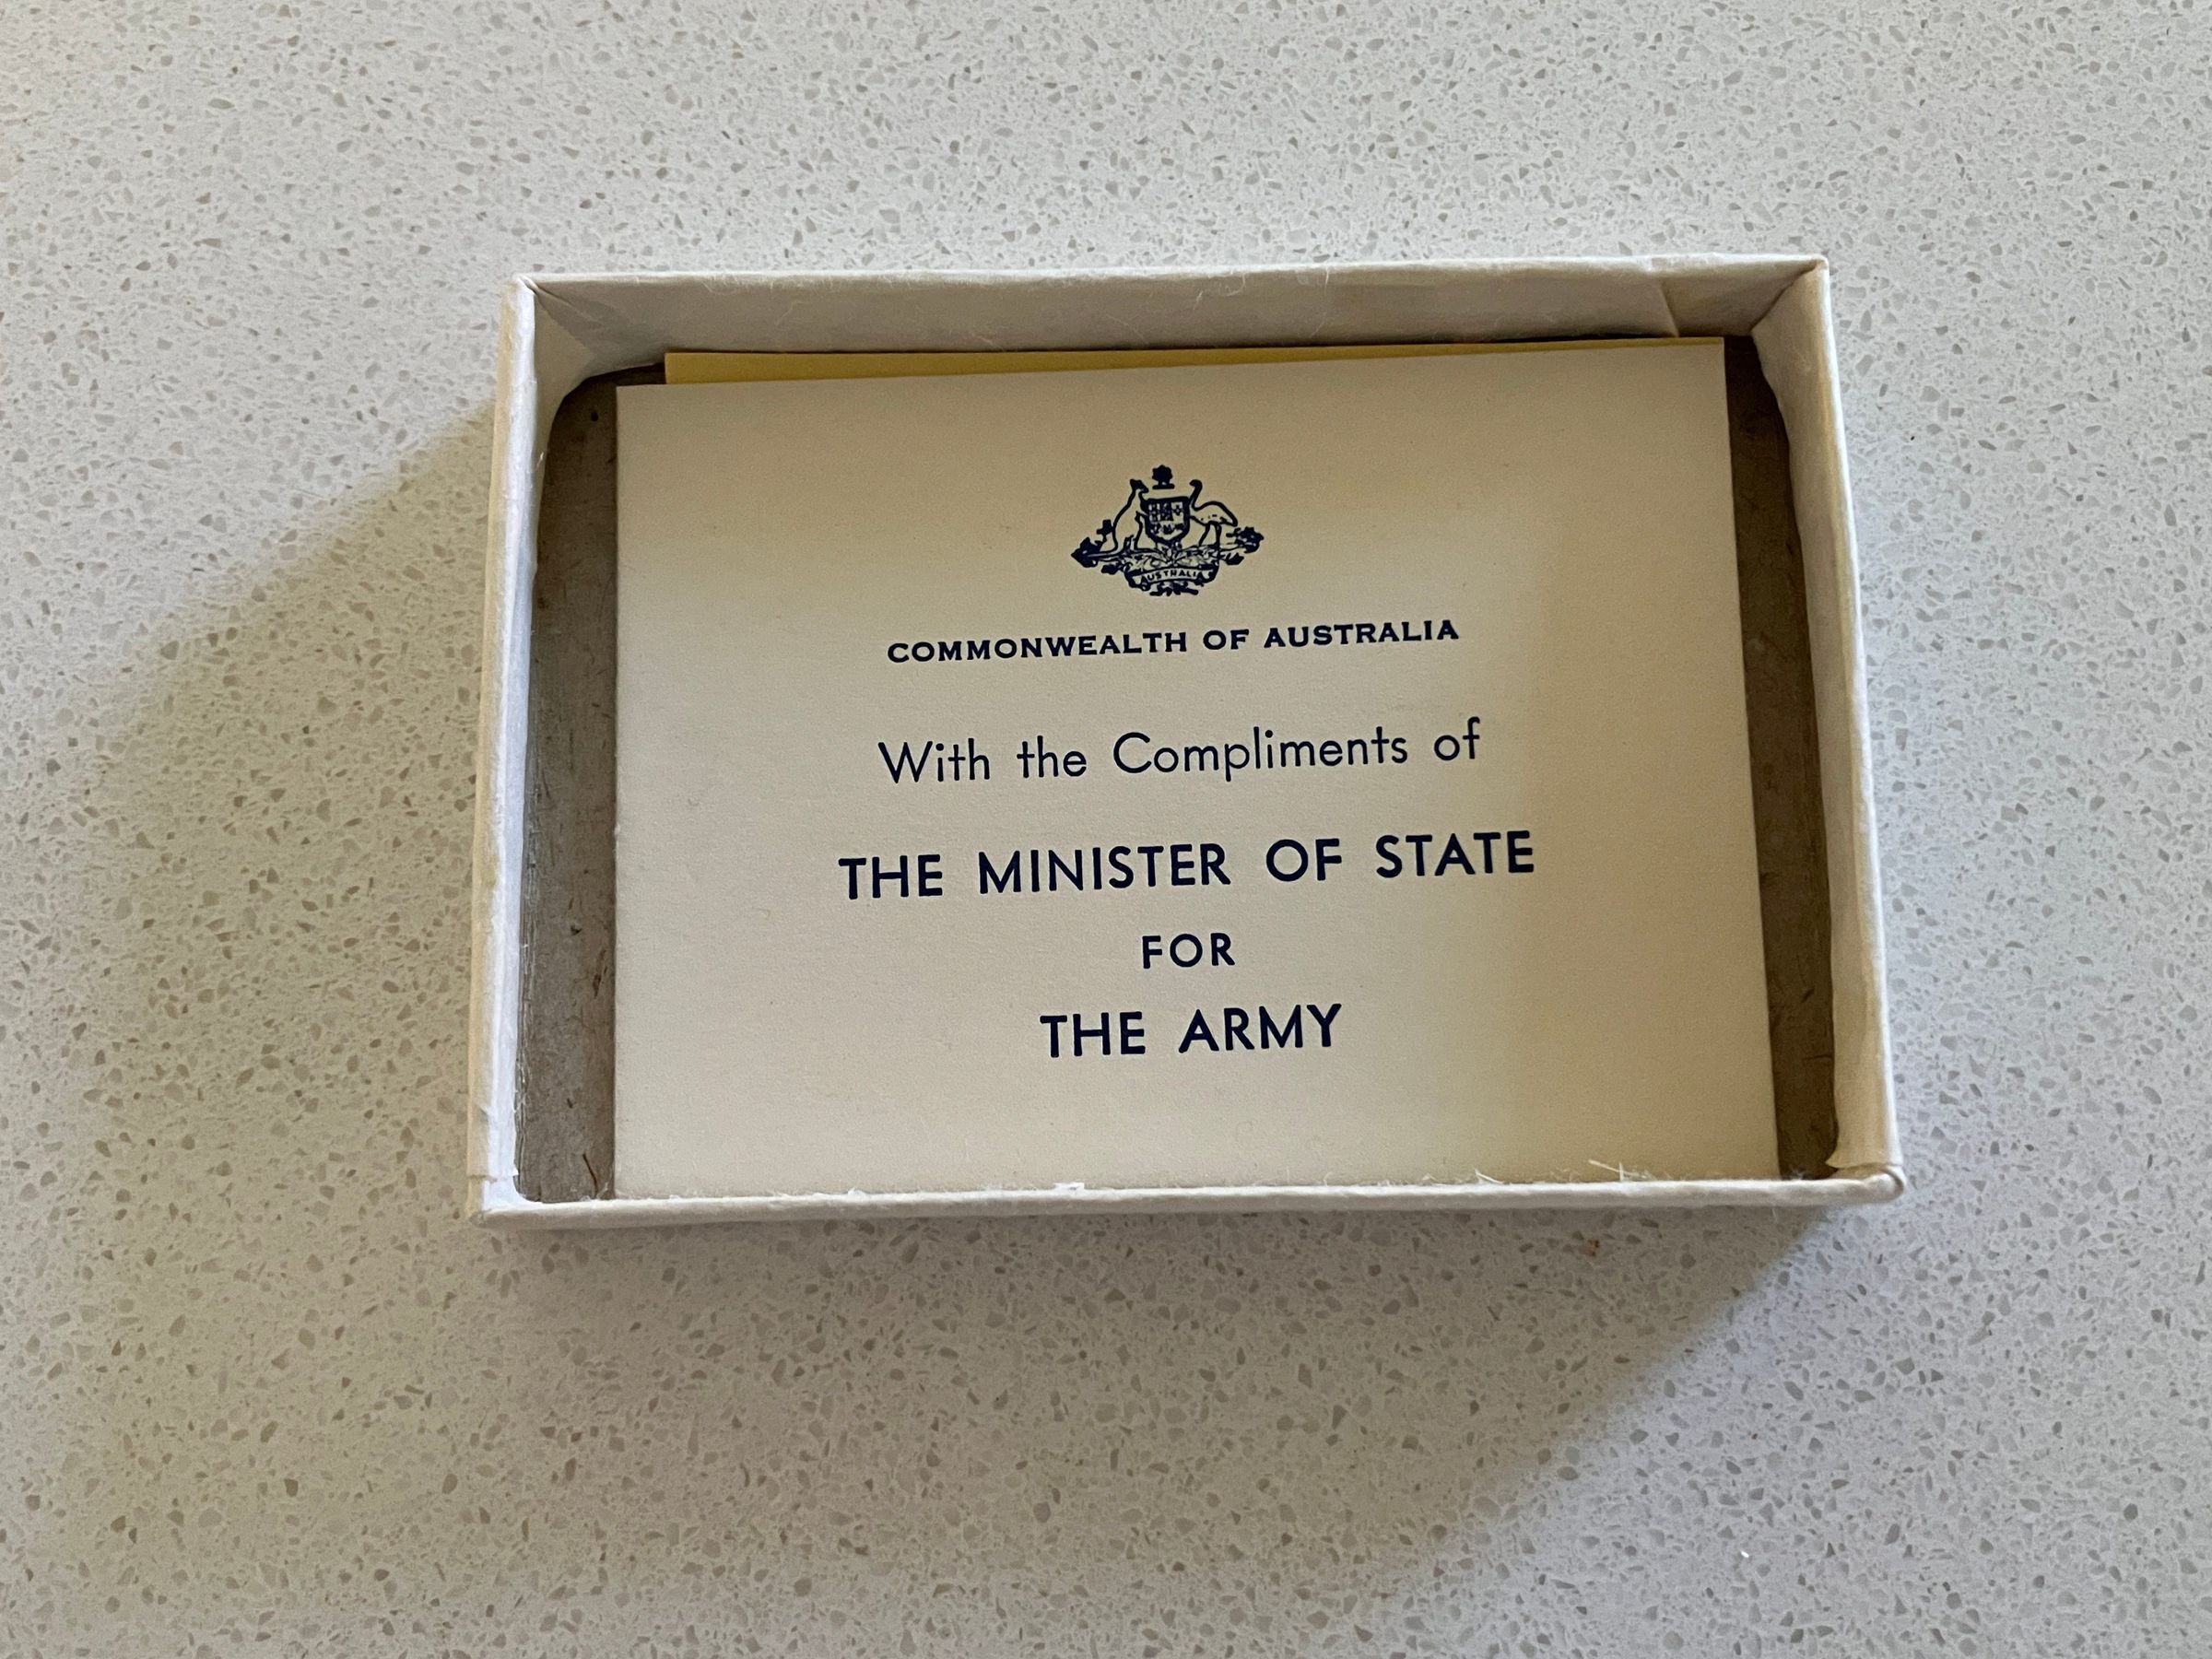 AUSTRALIA
COMMONWEALTH OF AUSTRALIA
With the Compliments of
THE MINISTER OF STATE
FOR
THE ARMY